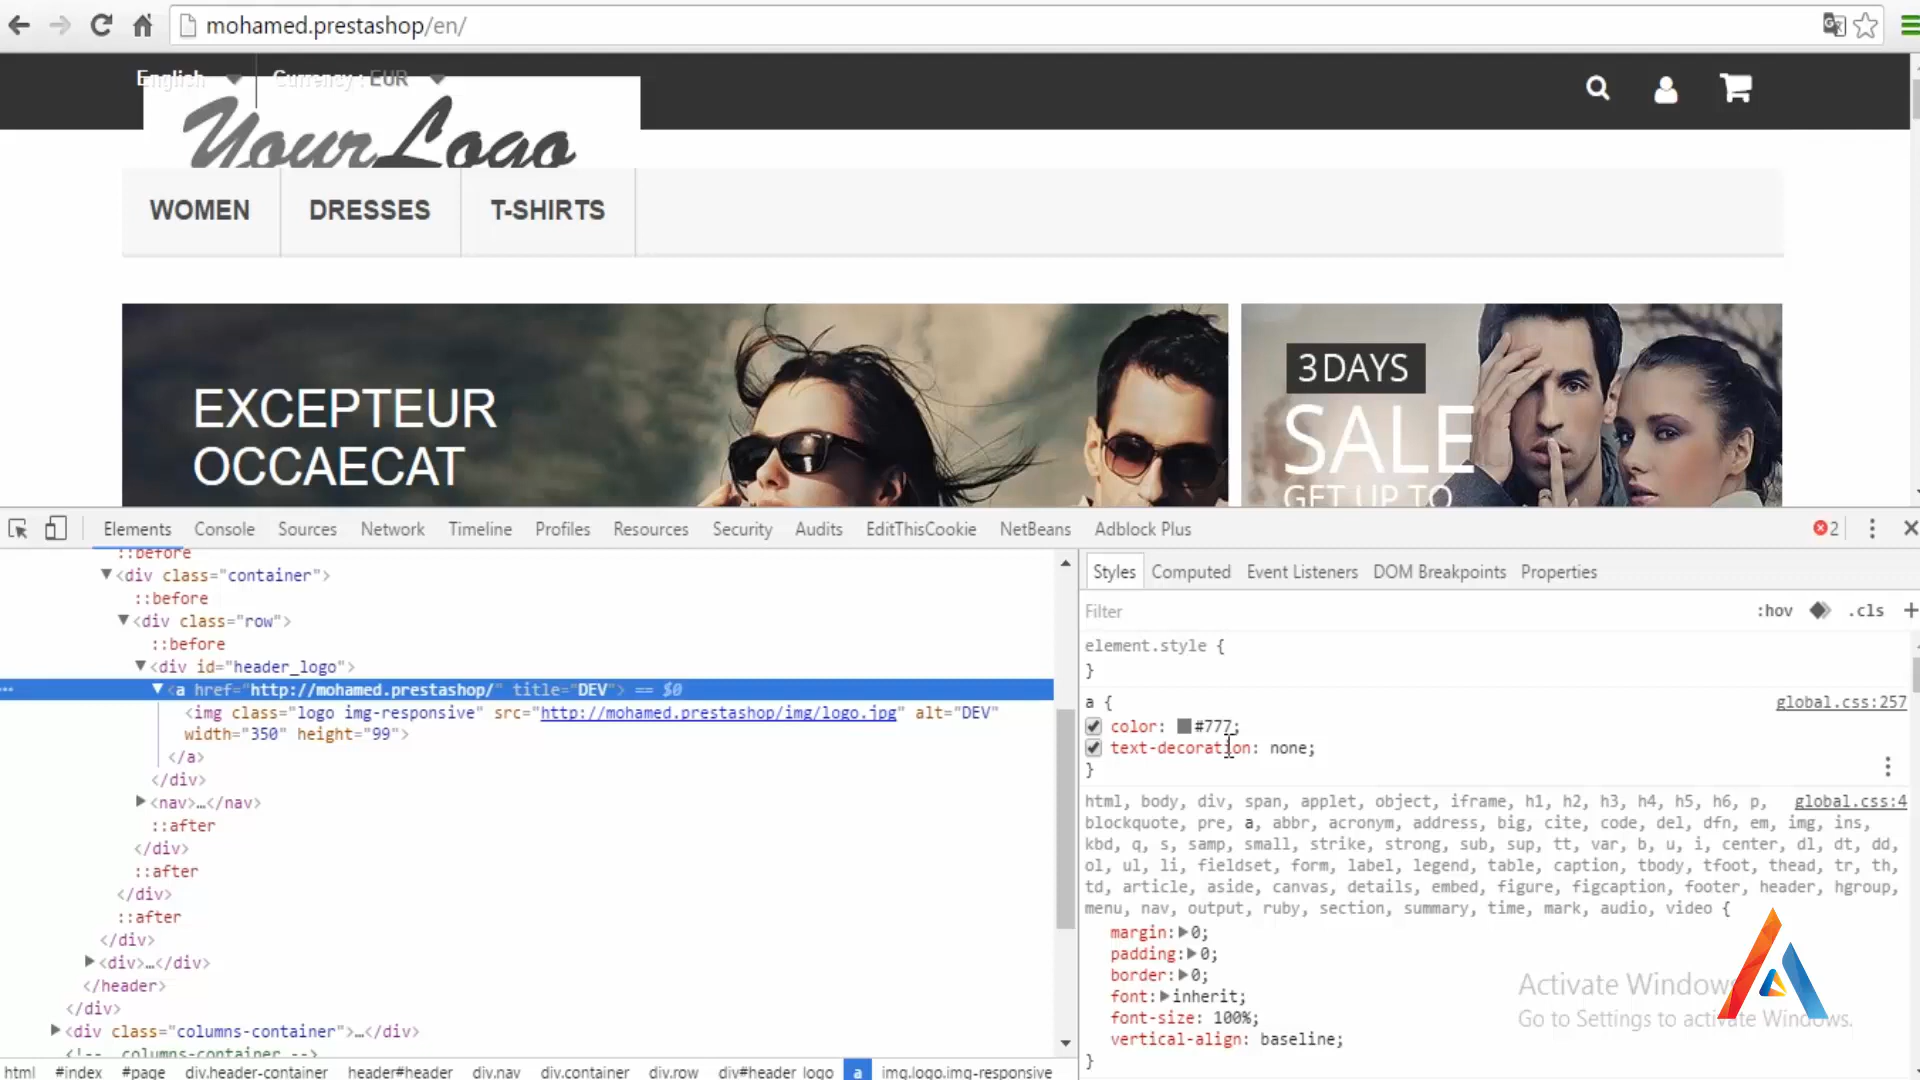 mohamed.prestashop/en/
English Currency : EUR
YourLogo
WOMEN DRESSES T-SHIRTS
EXCEPTEUR
OCCAECAT
3 DAYS
SALE
GET UP TO
Elements Console Sources Network Timeline Profiles Resources Security Audits EditThisCookie NetBeans Adblock Plus 2
::before
<div class="container">
::before
<div class="row">
::before
<div id="header_logo">
<a href="http://mohamed.prestashop/" title="DEV"> == $0
<img class="logo img-responsive" src="http://mohamed.prestashop/img/logo.jpg" alt="DEV"
width="350" height="99">
</a>
</div>
<nav>…</nav>
::after
</div>
::after
</div>
::after
</div>
<div>…</div>
</header>
</div>
<div class="columns-container">…</div>
<!-- .columns-container -->
html #index #page div.header-container header#header div.nav div.container div.row div#header_logo a img.logo.img-responsive
Styles Computed Event Listeners DOM Breakpoints Properties
Filter :hov .cls +
element.style {
}
a { global.css:257
color: #777;
text-decoration: none;
}
html, body, div, span, applet, object, iframe, h1, h2, h3, h4, h5, h6, p, global.css:4
blockquote, pre, a, abbr, acronym, address, big, cite, code, del, dfn, em, img, ins,
kbd, q, s, samp, small, strike, strong, sub, sup, tt, var, b, u, i, center, dl, dt, dd,
ol, ul, li, fieldset, form, label, legend, table, caption, tbody, tfoot, thead, tr, th,
td, article, aside, canvas, details, embed, figure, figcaption, footer, header, hgroup,
menu, nav, output, ruby, section, summary, time, mark, audio, video {
margin: 0;
padding: 0;
border: 0;
font: inherit;
font-size: 100%;
vertical-align: baseline;
}
Activate Windows
Go to Settings to activate Windows.